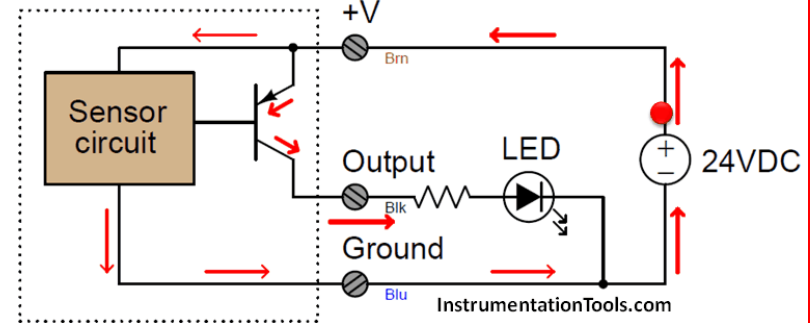 +V
Brn
Sensor
circuit
Output
LED
+
−
24VDC
Blk
Ground
Blu
InstrumentationTools.com